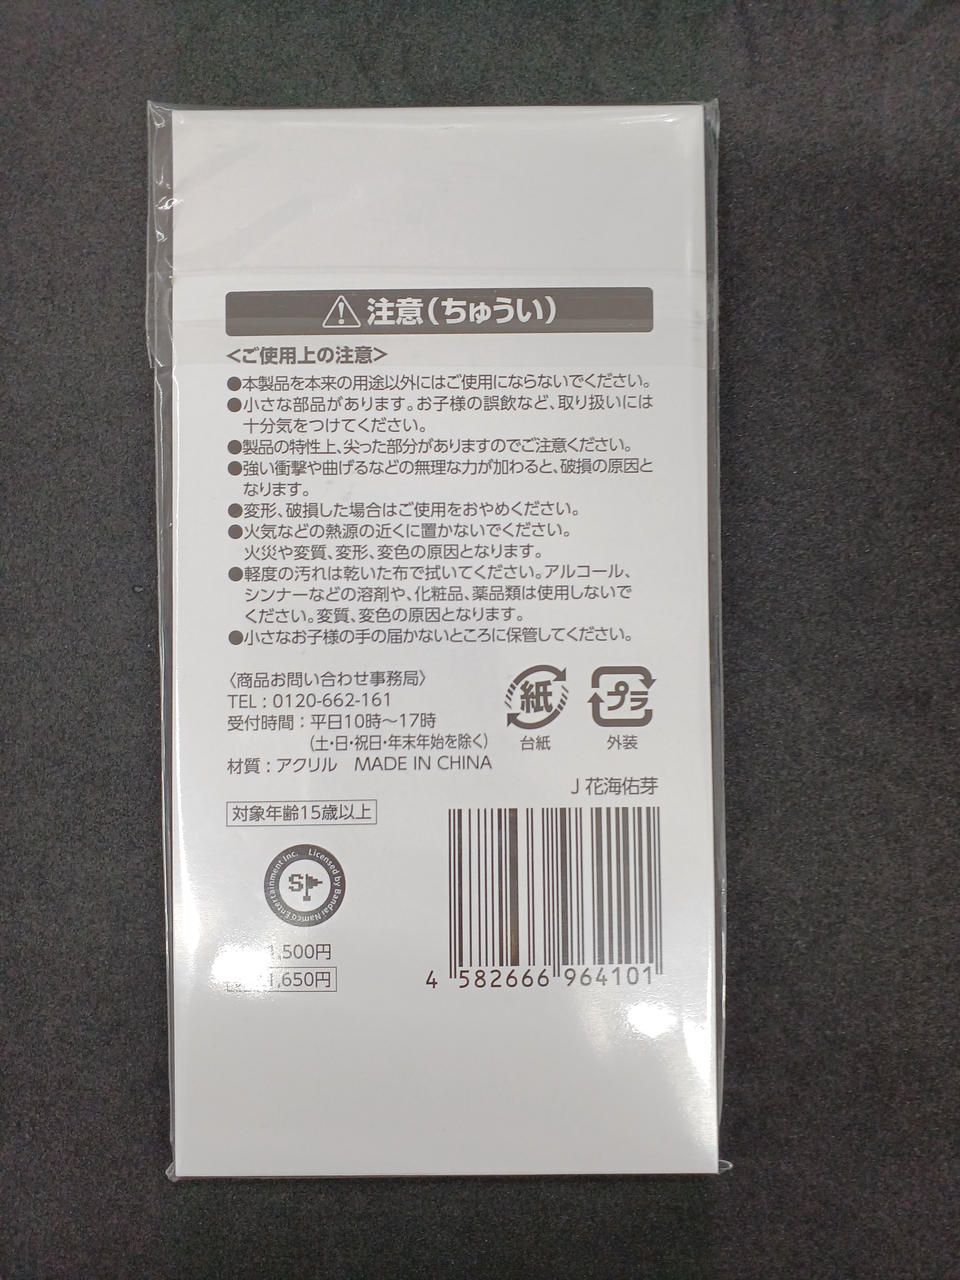 注意(ちゅうい)
<ご使用上の注意>
●本製品を本来の用途以外にはご使用にならないでください。
●小さな部品があります。お子様の誤飲など、取り扱いには
十分気をつけてください。
●製品の特性上、尖った部分がありますのでご注意ください。
●強い衝撃や曲げるなどの無理な力が加わると、破損の原因と
なります。
●変形、破損した場合はご使用をおやめください。
●火気などの熱源の近くに置かないでください。
火災や変質、変形、変色の原因となります。
●軽度の汚れは乾いた布で拭いてください。アルコール、
シンナーなどの溶剤や、化粧品、薬品類は使用しないで
ください。変質、変色の原因となります。
●小さなお子様の手の届かないところに保管してください。
〈商品お問い合わせ事務局〉
TEL:0120-662-161
受付時間:平日10時~17時
(土・日・祝日・年末年始を除く)
材質:アクリル MADE IN CHINA
紙
台紙
プラ
外装
J 花海佑芽
対象年齢15歳以上
Licensed by Bandai Namco Entertainment Inc.
SP
1,500円
1,650円
4 582666 964101